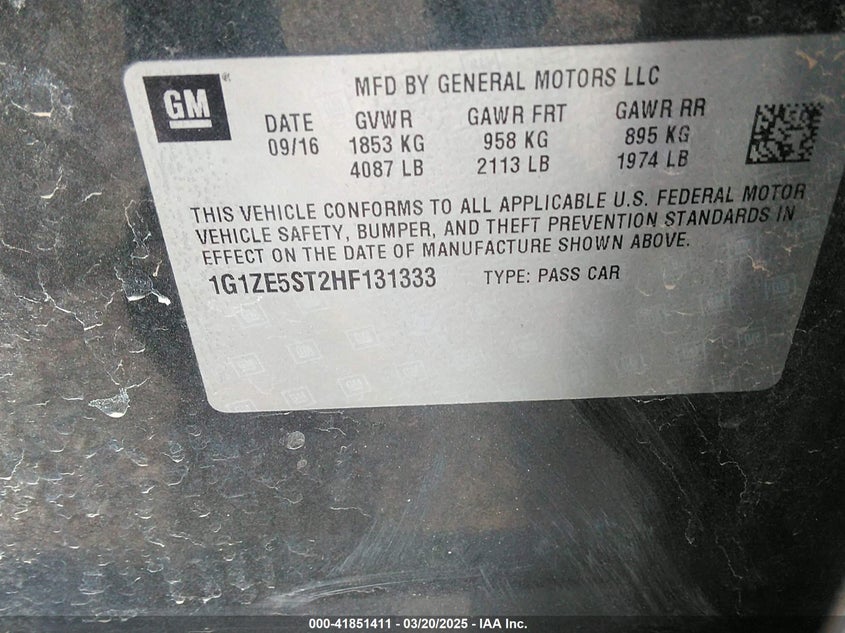 GM ®
MFD BY GENERAL MOTORS LLC
DATE GVWR GAWR FRT GAWR RR
09/16 1853 KG 958 KG 895 KG
4087 LB 2113 LB 1974 LB
THIS VEHICLE CONFORMS TO ALL APPLICABLE U.S. FEDERAL MOTOR
VEHICLE SAFETY, BUMPER, AND THEFT PREVENTION STANDARDS IN
EFFECT ON THE DATE OF MANUFACTURE SHOWN ABOVE.
1G1ZE5ST2HF131333 TYPE: PASS CAR
000-41851411 - 03/20/2025 - IAA Inc.